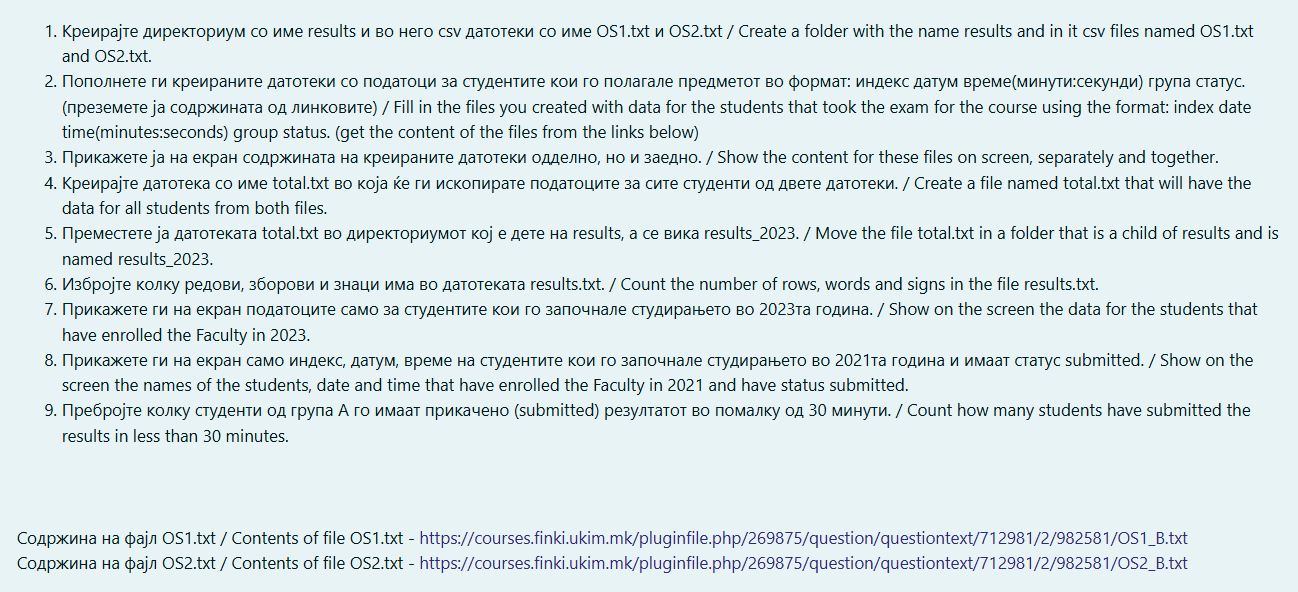 1. Креирајте директориум со име results и во него csv датотеки со име OS1.txt и OS2.txt / Create a folder with the name results and in it csv files named OS1.txt
and OS2.txt.
2. Пополнете ги креираните датотеки со податоци за студентите кои го полагале предметот во формат: индекс датум време(минути:секунди) група статус.
(преземете ја содржината од линковите) / Fill in the files you created with data for the students that took the exam for the course using the format: index date
time(minutes:seconds) group status. (get the content of the files from the links below)
3. Прикажете ја на екран содржината на креираните датотеки одделно, но и заедно. / Show the content for these files on screen, separately and together.
4. Креирајте датотека со име total.txt во која ќе ги ископирате податоците за сите студенти од двете датотеки. / Create a file named total.txt that will have the
data for all students from both files.
5. Преместете ја датотеката total.txt во директориумот кој е дете на results, а се вика results_2023. / Move the file total.txt in a folder that is a child of results and is
named results_2023.
6. Избројте колку редови, зборови и знаци има во датотеката results.txt. / Count the number of rows, words and signs in the file results.txt.
7. Прикажете ги на екран податоците само за студентите кои го започнале студирањето во 2023та година. / Show on the screen the data for the students that
have enrolled the Faculty in 2023.
8. Прикажете ги на екран само индекс, датум, време на студентите кои го започнале студирањето во 2021та година и имаат статус submitted. / Show on the
screen the names of the students, date and time that have enrolled the Faculty in 2021 and have status submitted.
9. Пребројте колку студенти од група А го имаат прикачено (submitted) резултатот во помалку од 30 минути. / Count how many students have submitted the
results in less than 30 minutes.
Содржина на фајл OS1.txt / Contents of file OS1.txt - https://courses.finki.ukim.mk/pluginfile.php/269875/question/questiontext/712981/2/982581/OS1_B.txt
Содржина на фајл OS2.txt / Contents of file OS2.txt - https://courses.finki.ukim.mk/pluginfile.php/269875/question/questiontext/712981/2/982581/OS2_B.txt